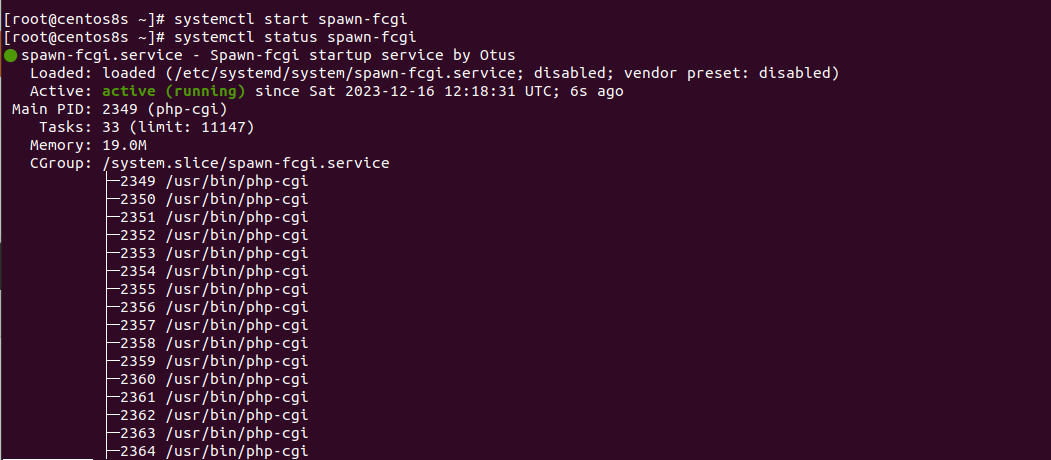 [root@centos8s ~]# systemctl start spawn-fcgi
[root@centos8s ~]# systemctl status spawn-fcgi
● spawn-fcgi.service - Spawn-fcgi startup service by Otus
   Loaded: loaded (/etc/systemd/system/spawn-fcgi.service; disabled; vendor preset: disabled)
   Active: active (running) since Sat 2023-12-16 12:18:31 UTC; 6s ago
 Main PID: 2349 (php-cgi)
    Tasks: 33 (limit: 11147)
   Memory: 19.0M
   CGroup: /system.slice/spawn-fcgi.service
           ├─2349 /usr/bin/php-cgi
           ├─2350 /usr/bin/php-cgi
           ├─2351 /usr/bin/php-cgi
           ├─2352 /usr/bin/php-cgi
           ├─2353 /usr/bin/php-cgi
           ├─2354 /usr/bin/php-cgi
           ├─2355 /usr/bin/php-cgi
           ├─2356 /usr/bin/php-cgi
           ├─2357 /usr/bin/php-cgi
           ├─2358 /usr/bin/php-cgi
           ├─2359 /usr/bin/php-cgi
           ├─2360 /usr/bin/php-cgi
           ├─2361 /usr/bin/php-cgi
           ├─2362 /usr/bin/php-cgi
           ├─2363 /usr/bin/php-cgi
           ├─2364 /usr/bin/php-cgi